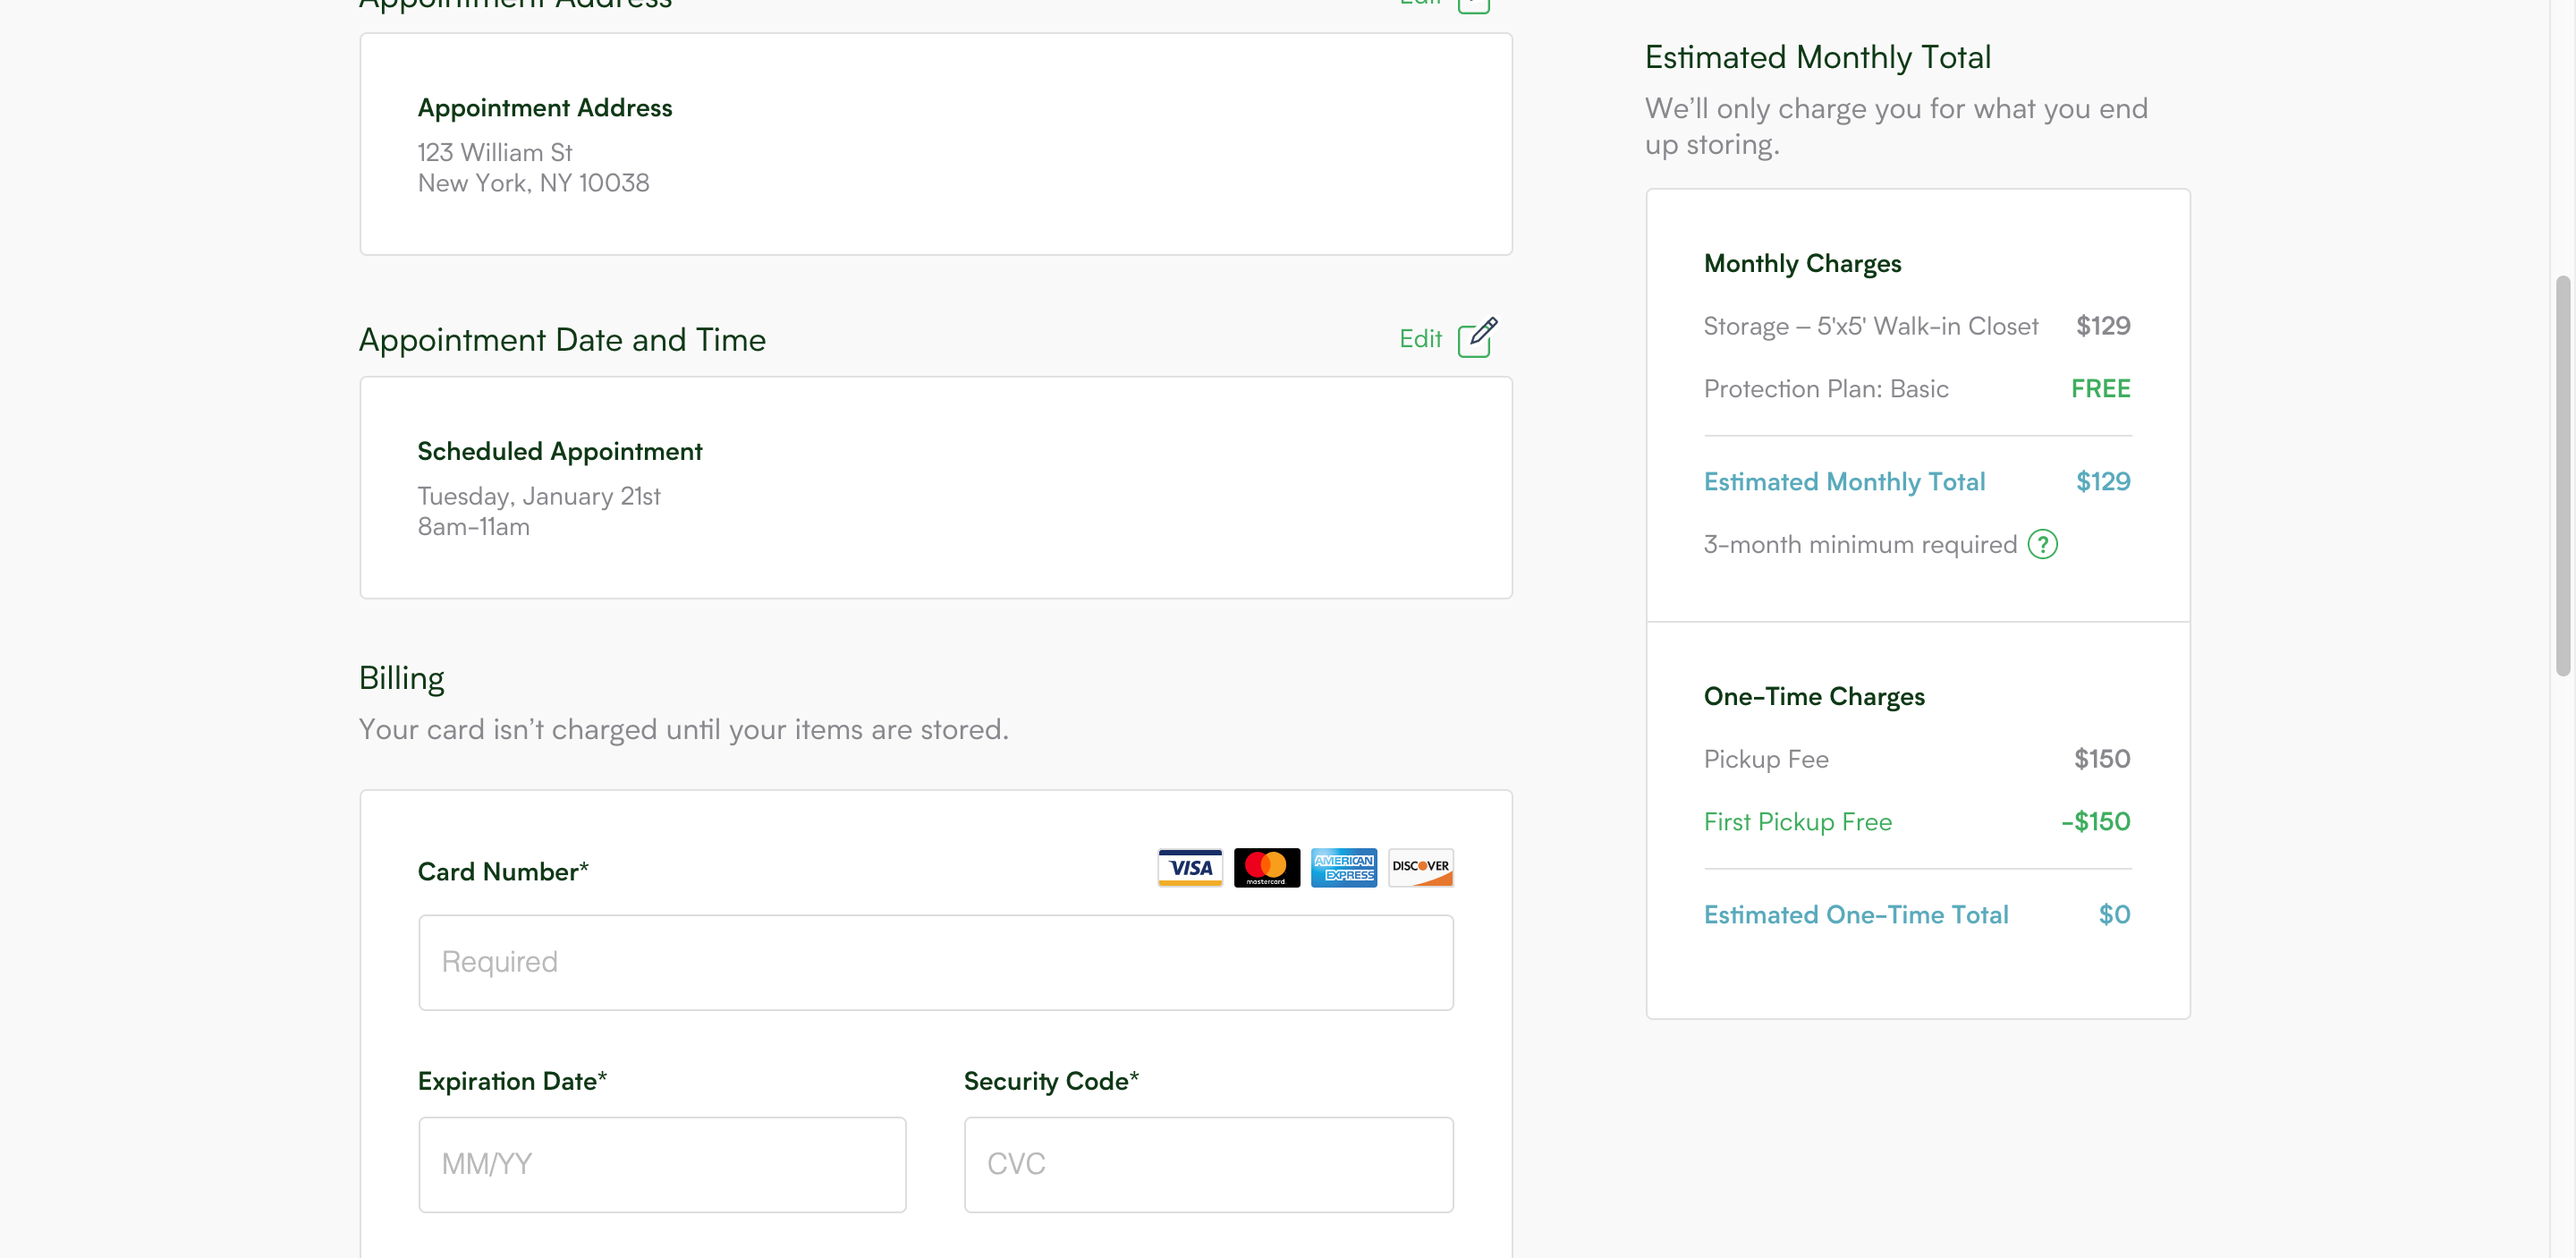 Appointment Address
Edit
Appointment Address
123 William St
New York, NY 10038
Appointment Date and Time
Edit
Scheduled Appointment
Tuesday, January 21st
8am-11am
Billing
Your card isn’t charged until your items are stored.
Card Number*
VISA
mastercard
AMERICAN EXPRESS
DISCOVER
Required
Expiration Date*
Security Code*
MM/YY
CVC
Estimated Monthly Total
We’ll only charge you for what you end
up storing.
Monthly Charges
Storage – 5'x5' Walk-in Closet $129
Protection Plan: Basic FREE
Estimated Monthly Total $129
3-month minimum required ?
One-Time Charges
Pickup Fee $150
First Pickup Free -$150
Estimated One-Time Total $0